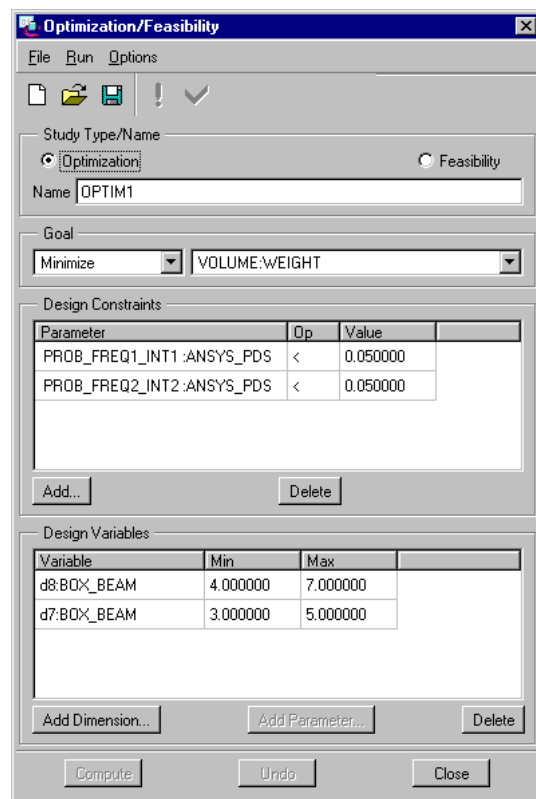 Optimization/Feasibility
File Run Options
Study Type/Name
Optimization Feasibility
Name OPTIM1
Goal
Minimize VOLUME:WEIGHT
Design Constraints
Parameter Op Value
PROB_FREQ1_INT1:ANSYS_PDS < 0.050000
PROB_FREQ2_INT2:ANSYS_PDS < 0.050000
Add... Delete
Design Variables
Variable Min Max
d8:BOX_BEAM 4.000000 7.000000
d7:BOX_BEAM 3.000000 5.000000
Add Dimension... Add Parameter... Delete
Compute Undo Close